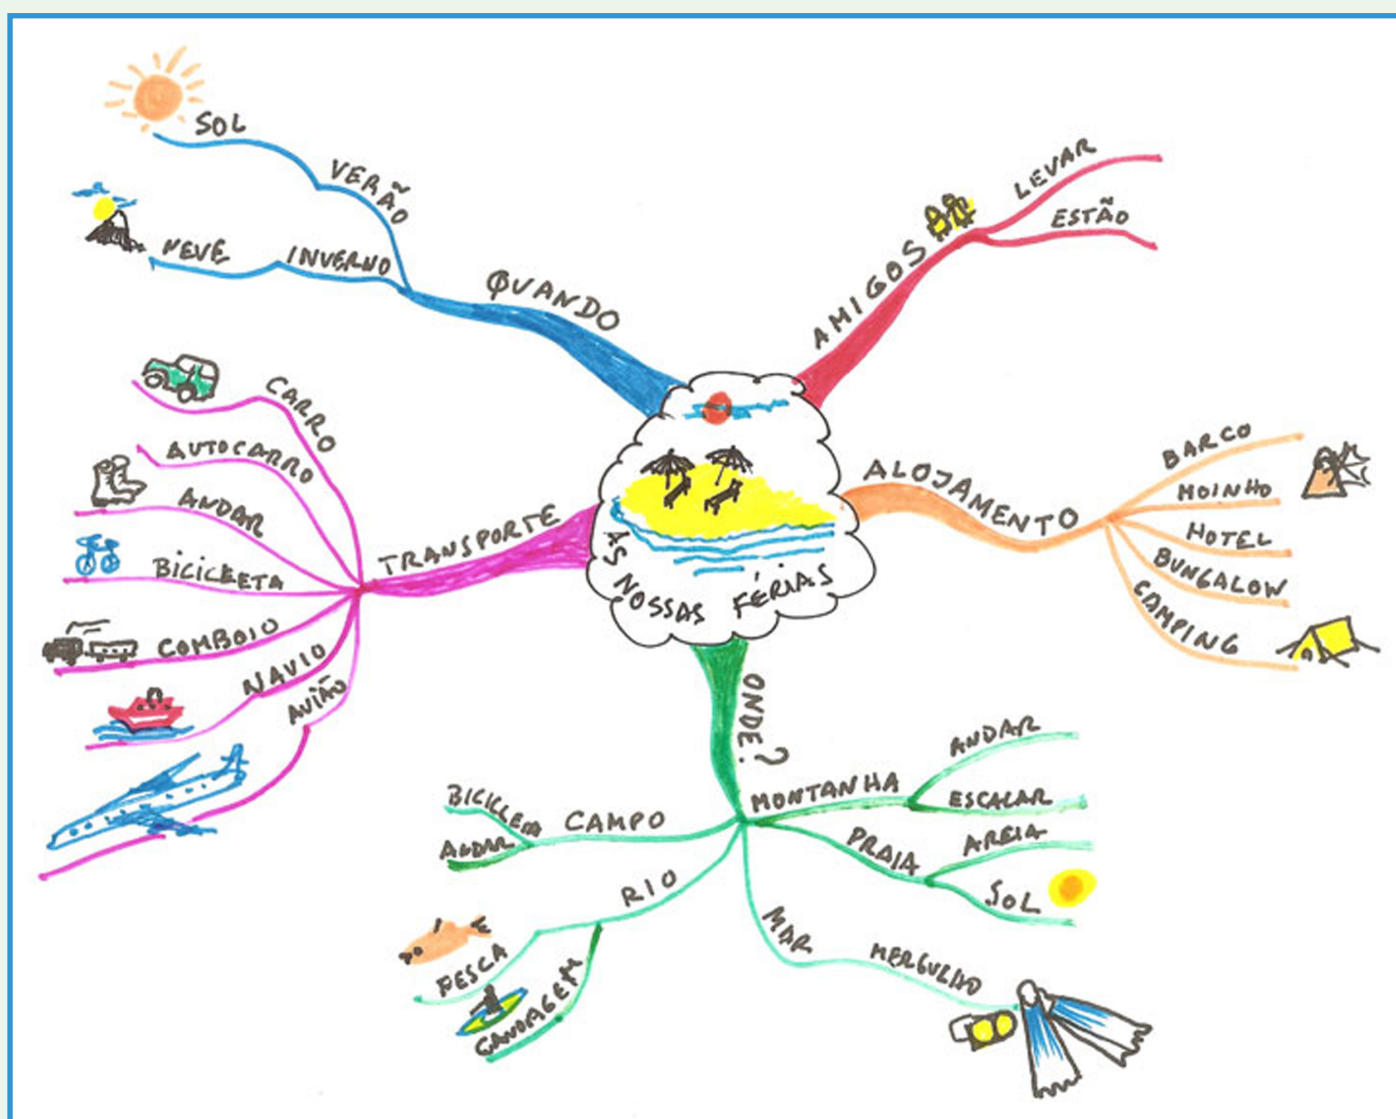 AS NOSSAS FÉRIAS
QUANDO
VERÃO
SOL
INVERNO
NEVE
AMIGOS
LEVAR
ESTÃO
ALOJAMENTO
BARCO
MOINHO
HOTEL
BUNGALOW
CAMPING
ONDE?
MONTANHA
ANDAR
ESCALAR
PRAIA
AREIA
SOL
MAR
MERGULHO
RIO
PESCA
CAMPO
ANDAR
TRANSPORTE
CARRO
AUTOCARRO
ANDAR
BICICLETA
COMBOIO
NAVIO
AVIÃO